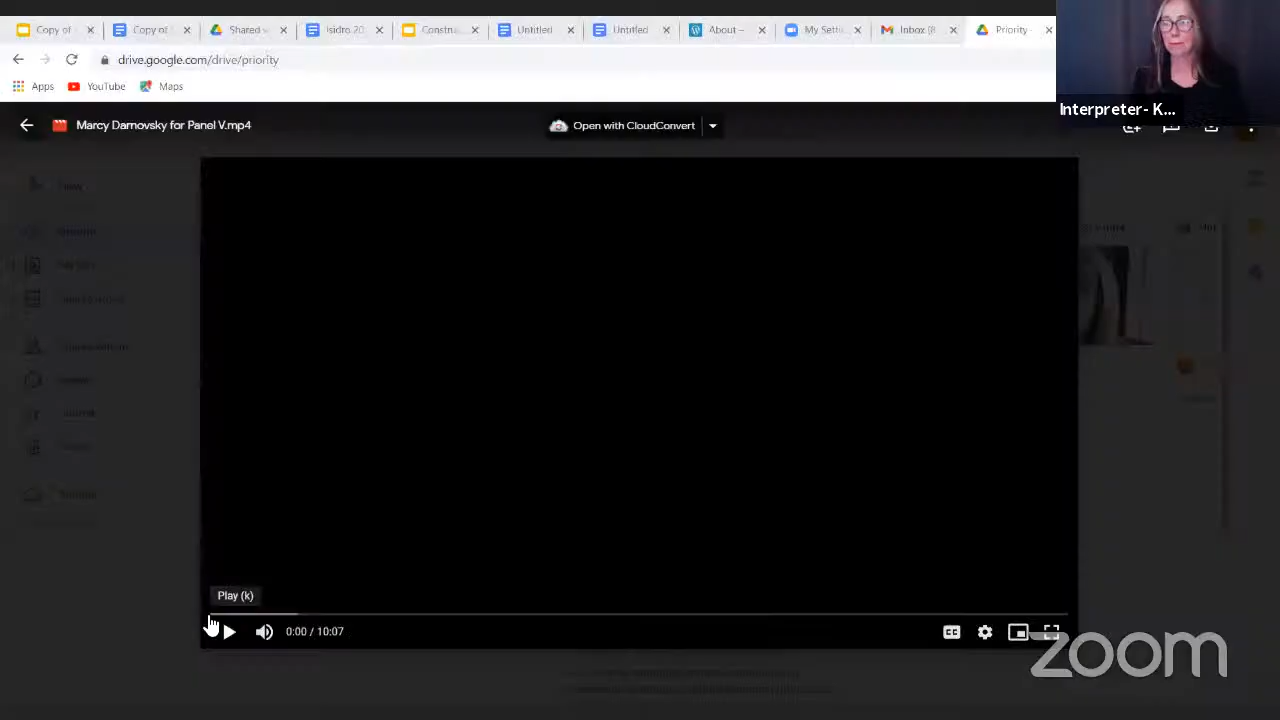 Copy of
Copy of
Shared
Isidro 20
Constru
Untitled
Untitled
About –
My Setti
Inbox (8
Priority
drive.google.com/drive/priority
Apps
YouTube
Maps
Interpreter- K...
Marcy Darnovsky for Panel V.mp4
Open with CloudConvert
Play (k)
0:00 / 10:07
CC
zoom